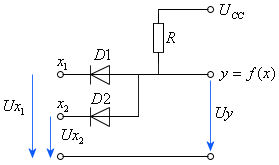 U_CC
R
x_1
D1
y = f(x)
x_2
D2
Ux_1
Ux_2
Uy